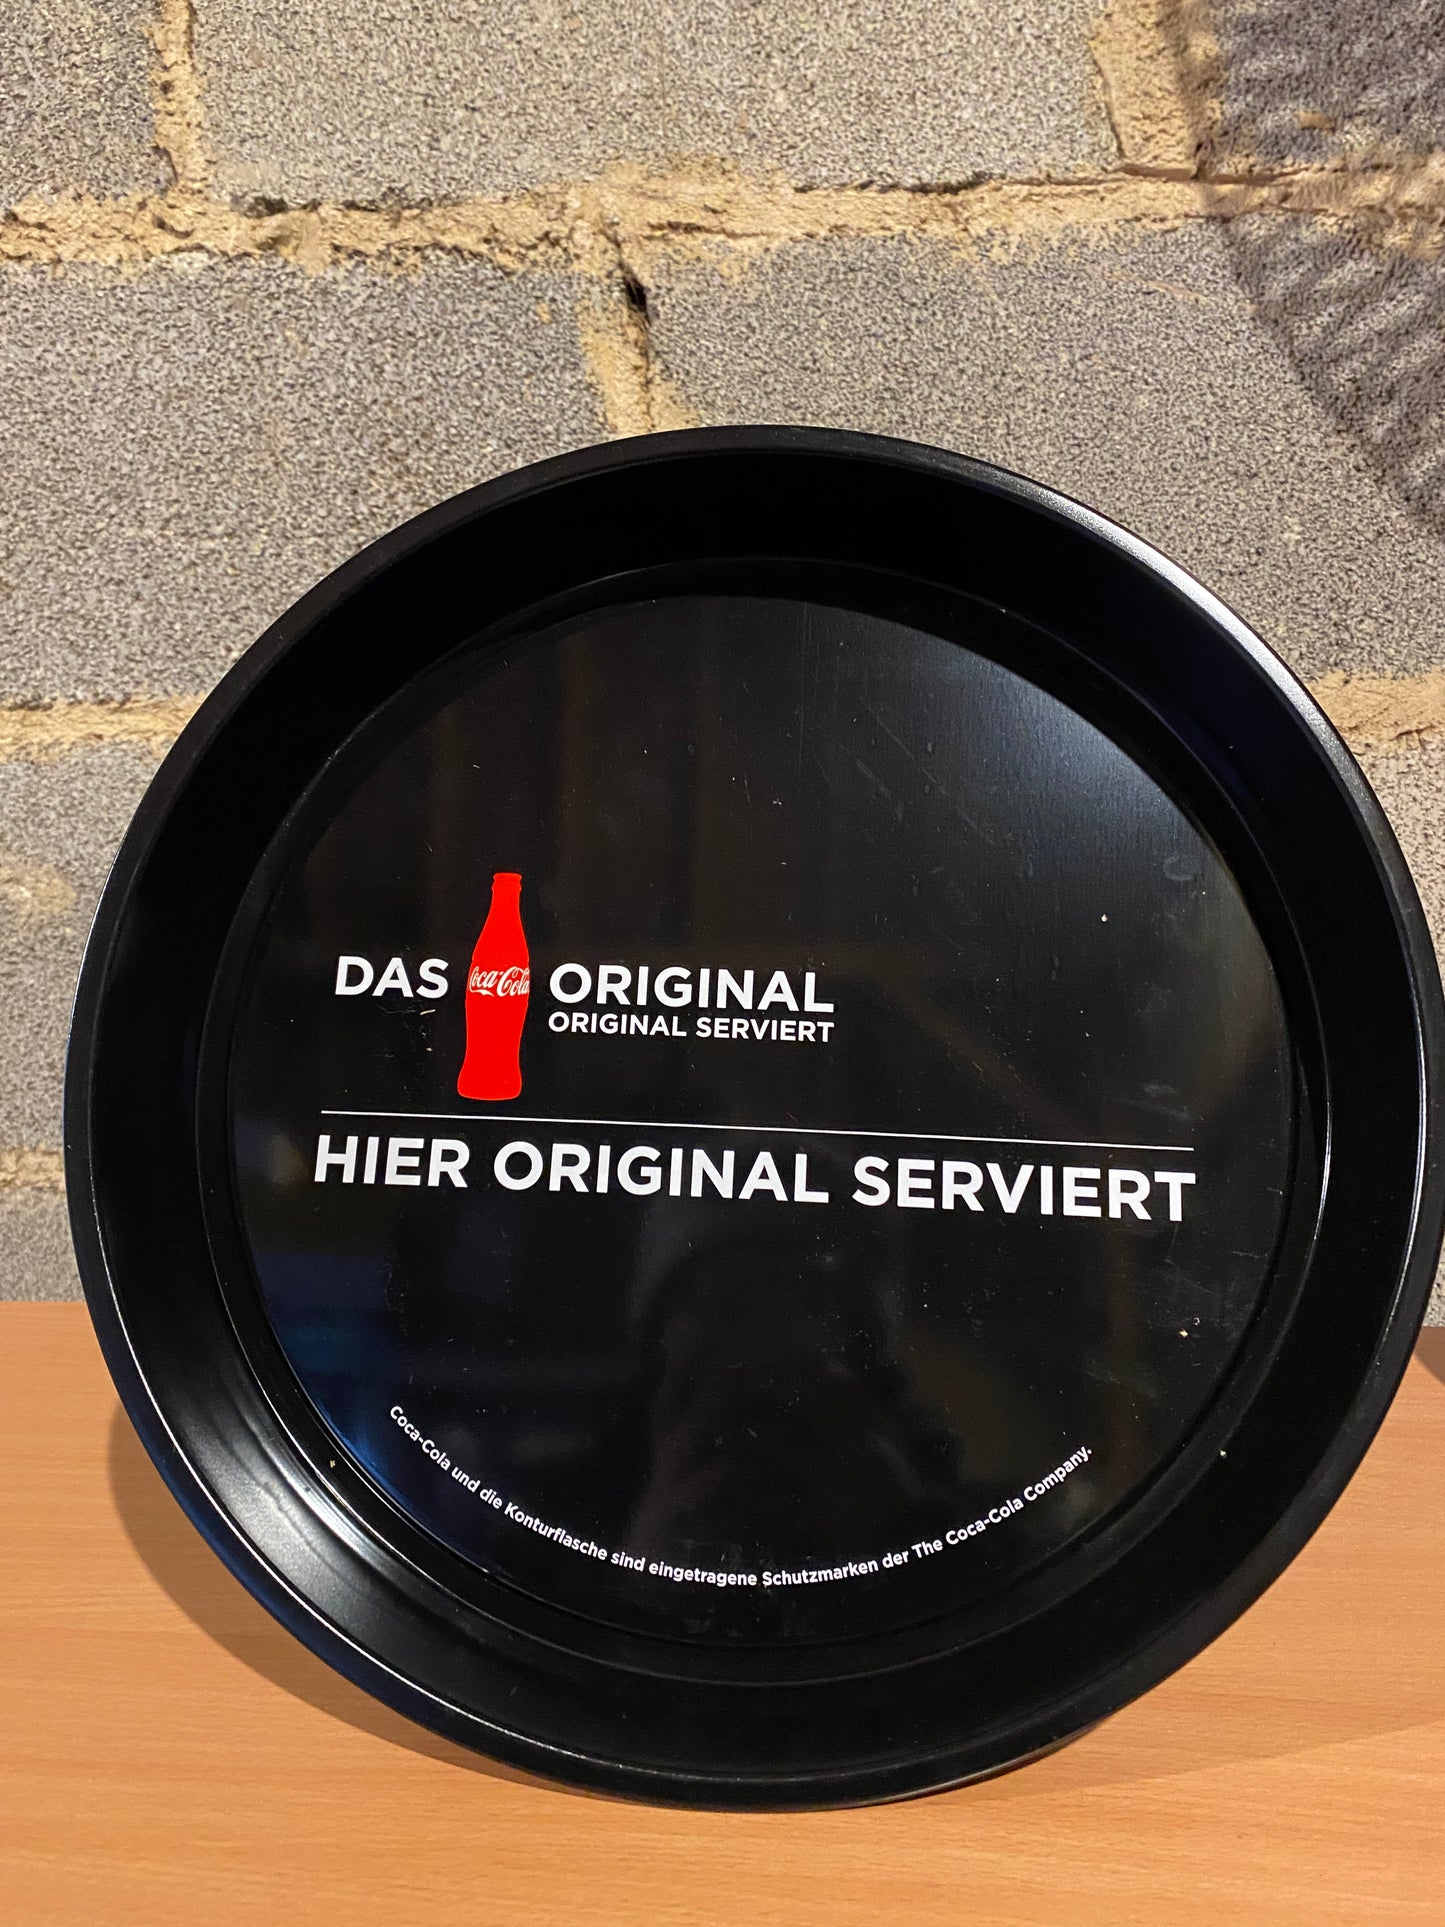 DAS Coca-Cola ORIGINAL
ORIGINAL SERVIERT
HIER ORIGINAL SERVIERT
Coca-Cola und die Konturflasche sind eingetragene Schutzmarken der The Coca-Cola Company.